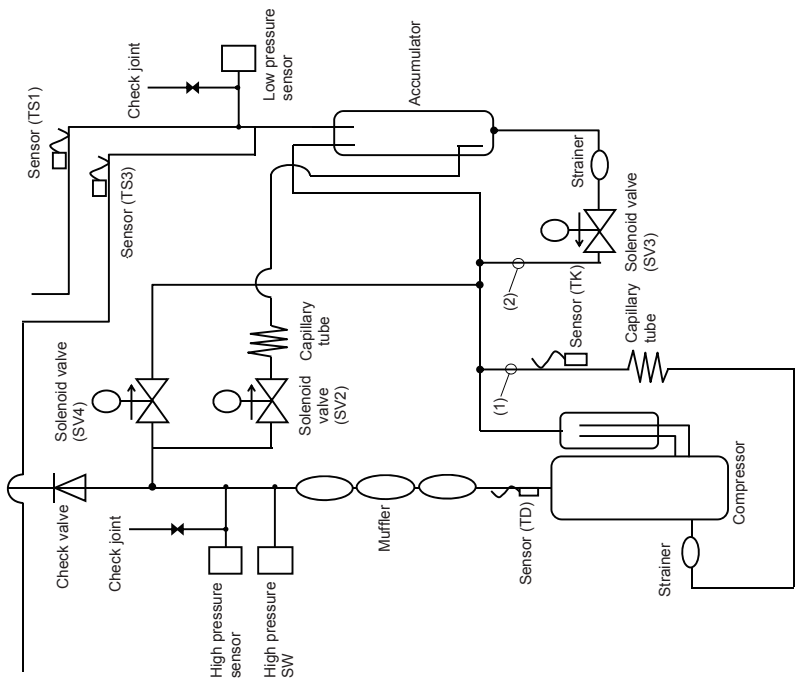 Sensor (TS1)
Check joint
Low pressure
sensor
Sensor (TS3)
Accumulator
Strainer
Solenoid valve
(SV3)
(2)
Sensor (TK)
Capillary
tube
(1)
Capillary
tube
Solenoid valve
(SV4)
Solenoid
valve
(SV2)
Check valve
Check joint
High pressure
sensor
High pressure
SW
Muffler
Sensor (TD)
Compressor
Strainer